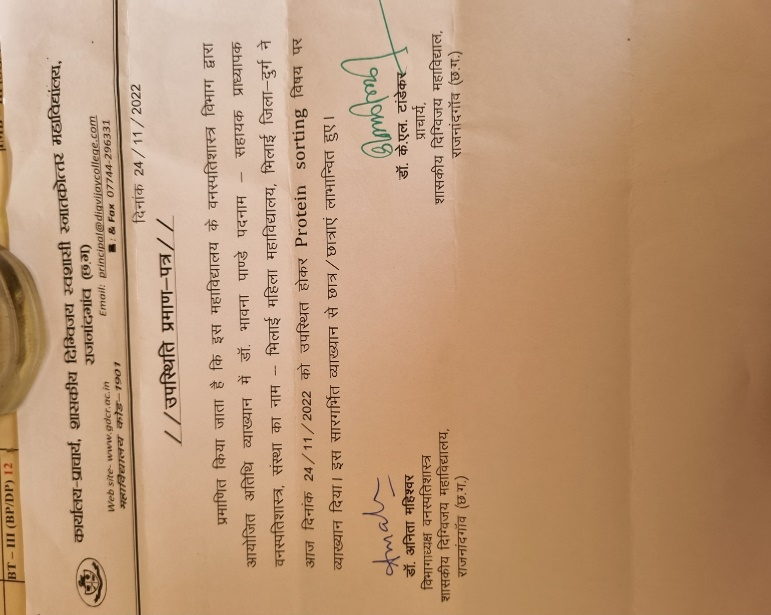 BT – III (BP/IDP) 12
कार्यालय-प्राचार्य, शासकीय दिग्विजय स्वशासी स्नातकोत्तर महाविद्यालय,
राजनांदगांव (छ.ग)
Web site- www.gdcr.ac.in Email: principal@digvijaycollege.com
महाविद्यालय कोड-1901 ☎: & Fax 07744-296331
दिनांक 24/11/2022
//उपस्थिति प्रमाण-पत्र//
प्रमाणित किया जाता है कि इस महाविद्यालय के वनस्पतिशास्त्र विभाग द्वारा
आयोजित अतिथि व्याख्यान में डॉ. भावना पाण्डे पदनाम – सहायक प्राध्यापक
वनस्पतिशास्त्र, संस्था का नाम – भिलाई महिला महाविद्यालय, भिलाई जिला-दुर्ग ने
आज दिनांक 24/11/2022 को उपस्थित होकर Protein sorting विषय पर
व्याख्यान दिया। इस सारगर्भित व्याख्यान से छात्र/छात्राएं लाभान्वित हुए।
डॉ. अनिता महिश्वर
विभागाध्यक्ष वनस्पतिशास्त्र
शासकीय दिग्विजय महाविद्यालय,
राजनांदगॉव (छ.ग.)
डॉ. के.एल. टांडेकर
प्राचार्य,
शासकीय दिग्विजय महाविद्याल,
राजनांदगॉव (छ.ग.)